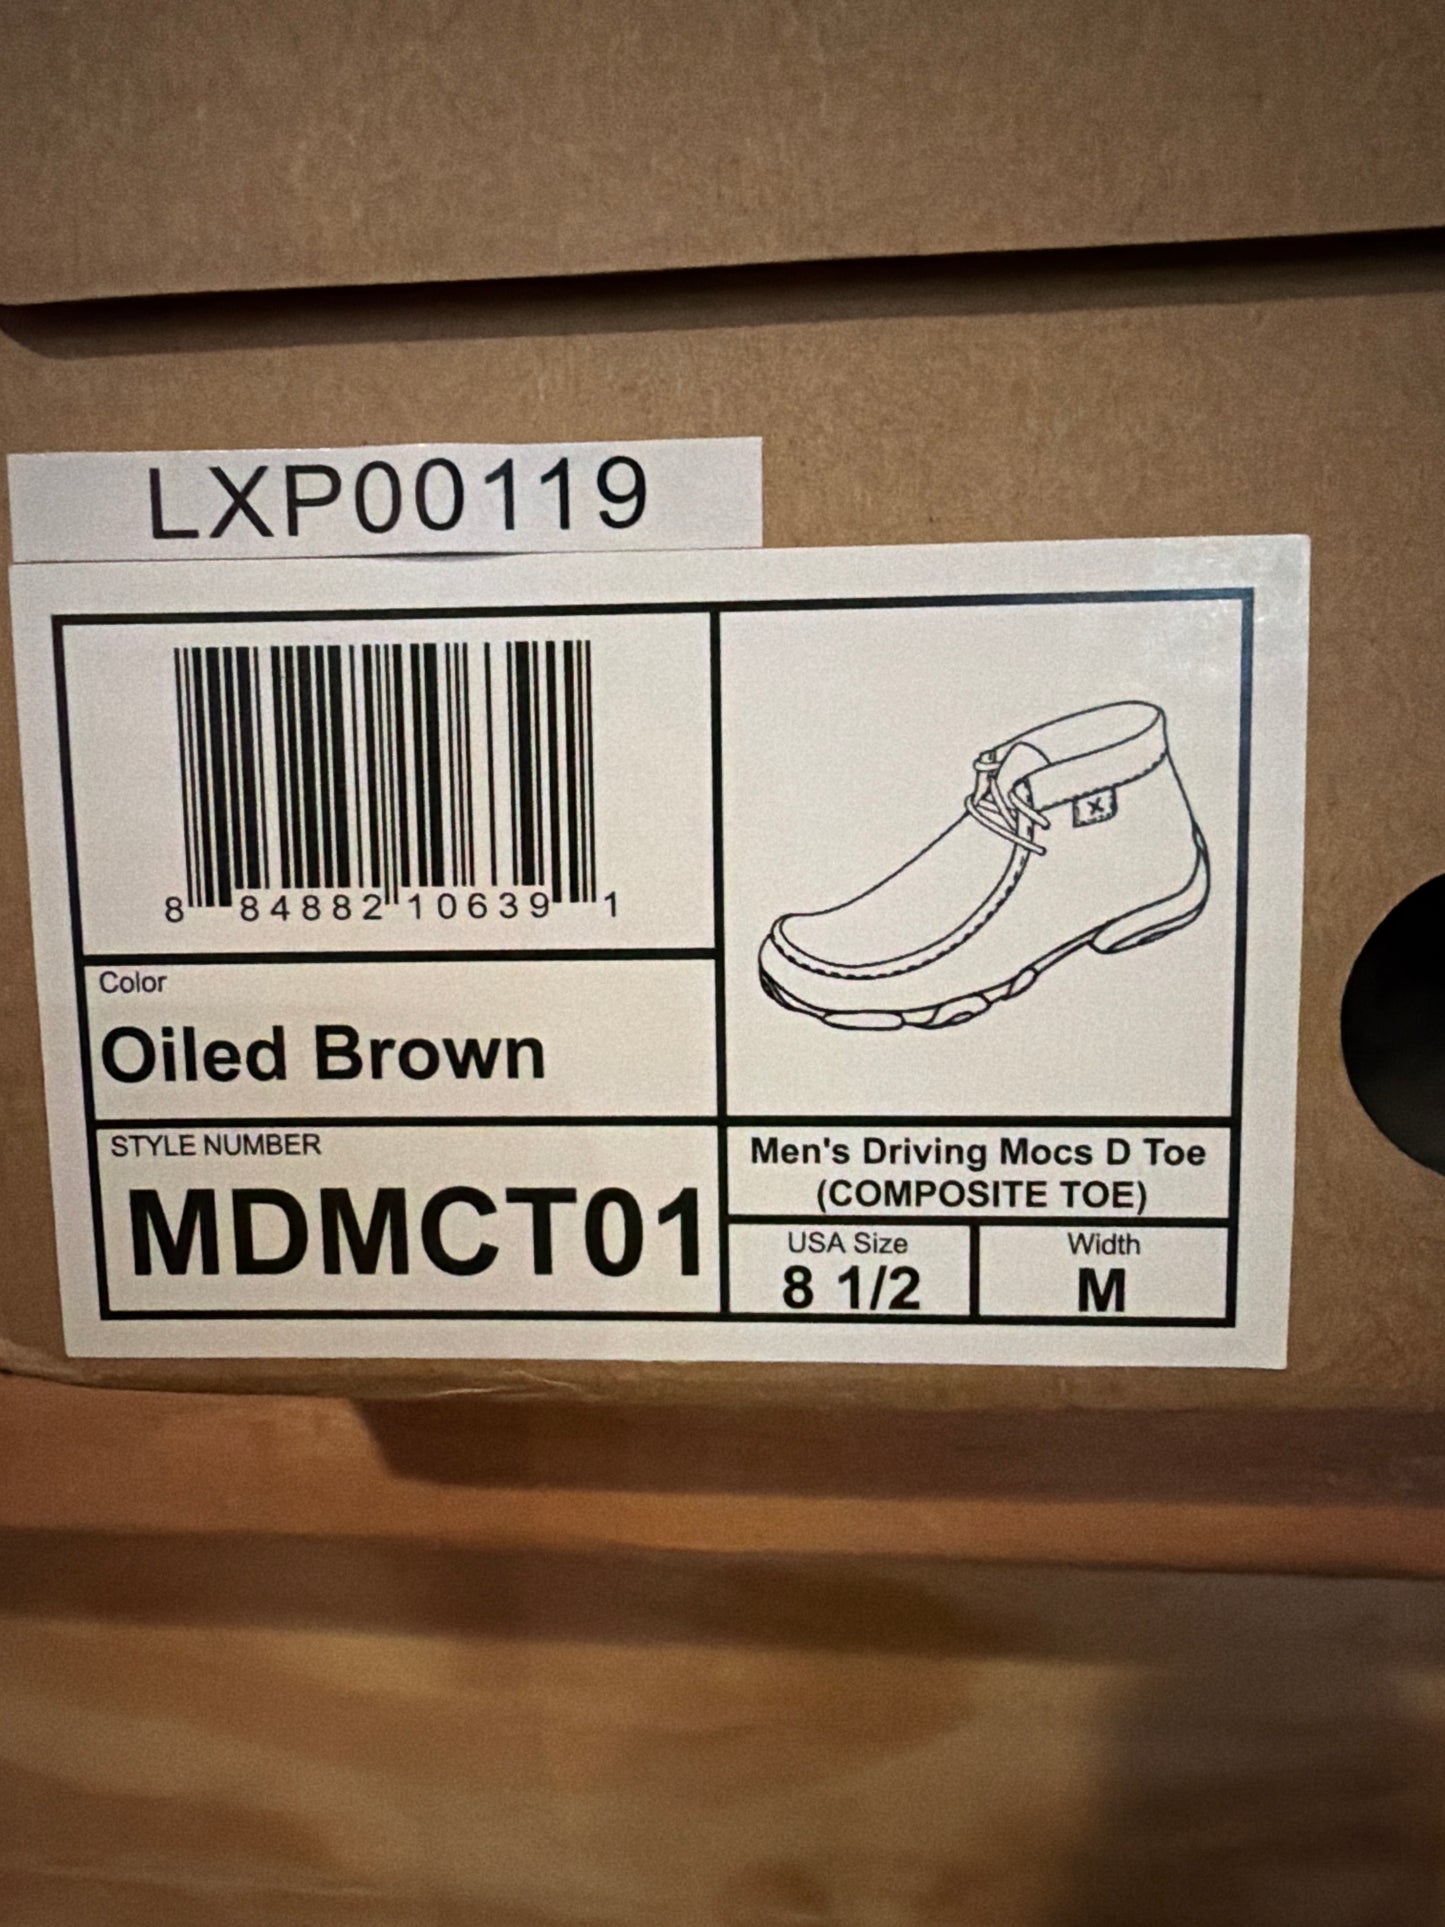 LXP00119
8 84882 10639 1
Color
Oiled Brown
STYLE NUMBER
MDMCT01
X
Men's Driving Mocs D Toe
(COMPOSITE TOE)
USA Size
8 1/2
Width
M